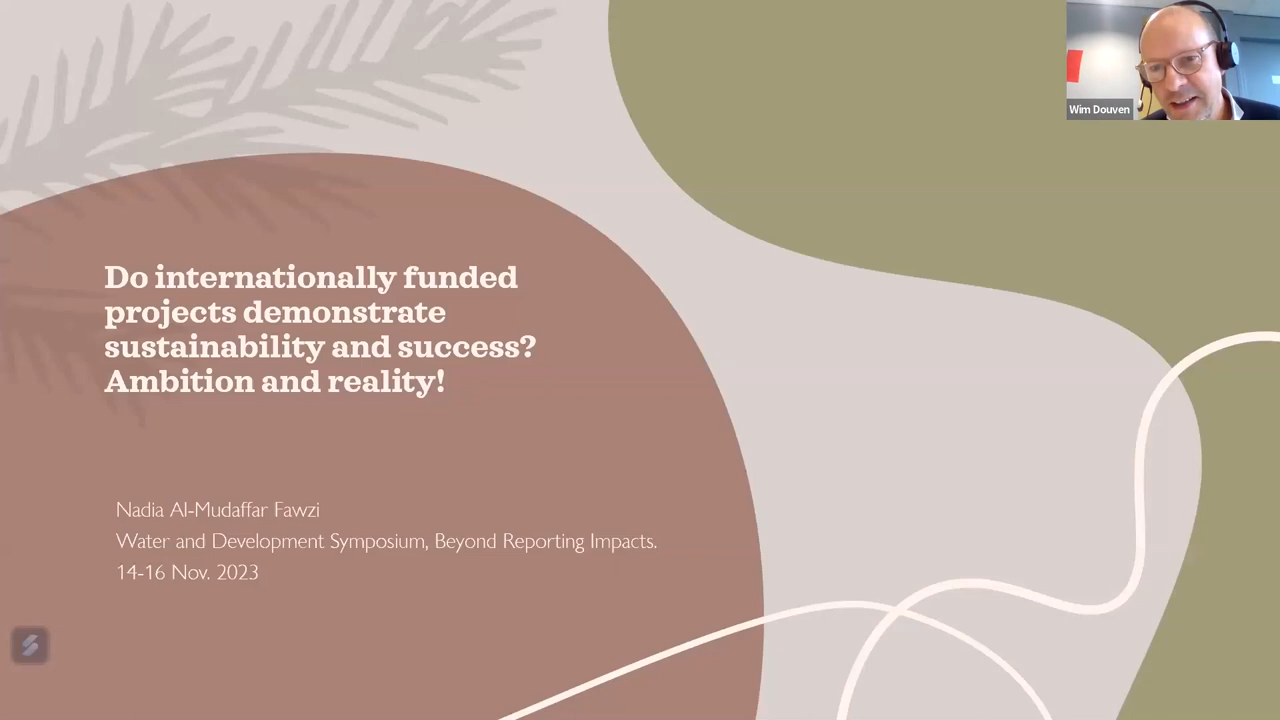 Wim Douven
Do internationally funded
projects demonstrate
sustainability and success?
Ambition and reality!
Nadia Al-Mudaffar Fawzi
Water and Development Symposium, Beyond Reporting Impacts.
14-16 Nov. 2023